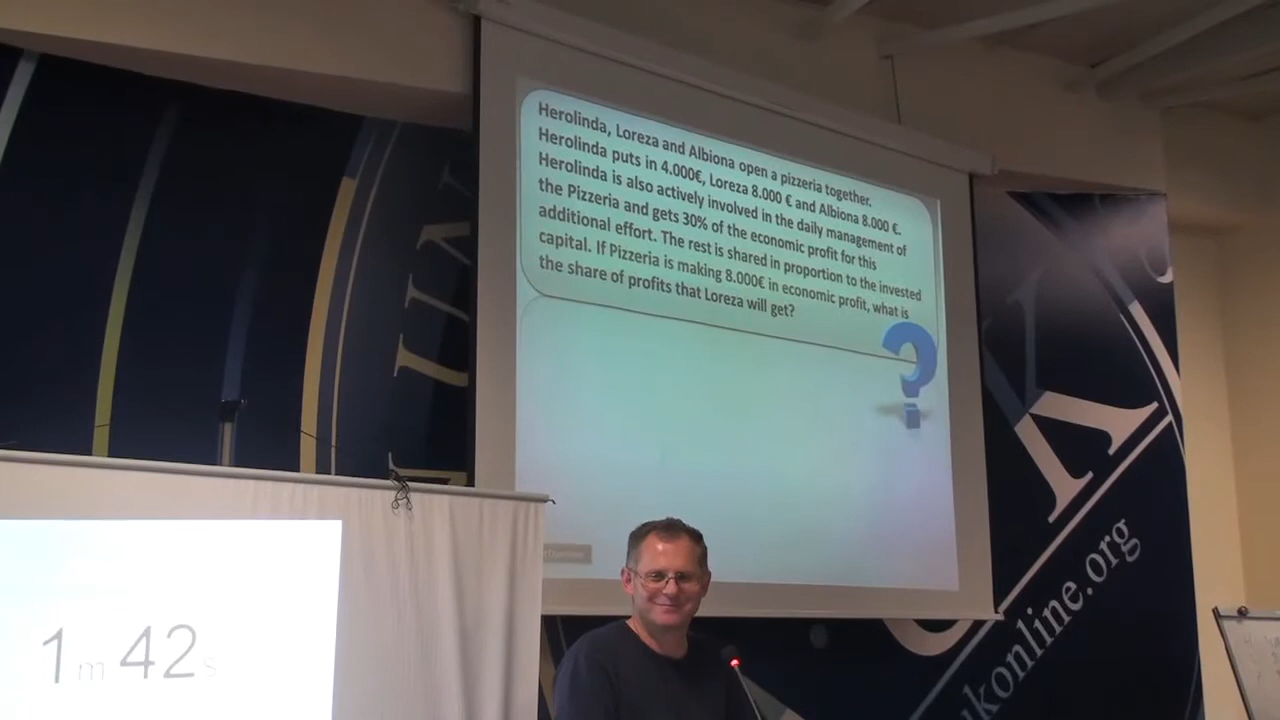 Herolinda, Loreza and Albiona open a pizzeria together.
Herolinda puts in 4.000€, Loreza 8.000 € and Albiona 8.000 €.
Herolinda is also actively involved in the daily management of
the Pizzeria and gets 30% of the economic profit for this
additional effort. The rest is shared in proportion to the invested
capital. If Pizzeria is making 8.000€ in economic profit, what is
the share of profits that Loreza will get?
?
1m 42s
ukonline.org